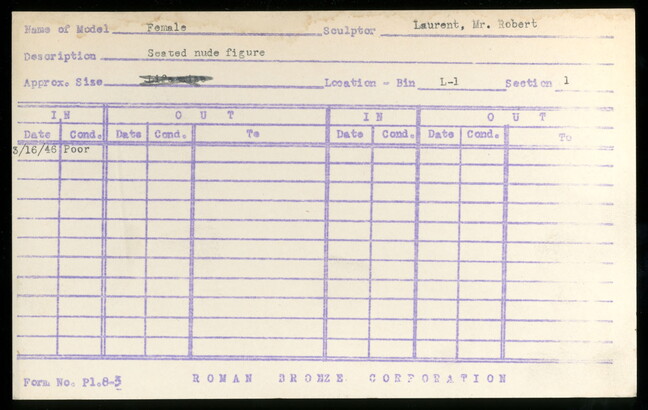 Name of Model Female Sculptor Laurent, Mr. Robert
Description Seated nude figure
Approx. Size Location - Bin L-1 Section 1
IN OUT IN OUT
Date Cond. Date Cond. To Date Cond. Date Cond. To
3/16/46 Poor
Form No. Pl.8-3 ROMAN BRONZE CORPORATION